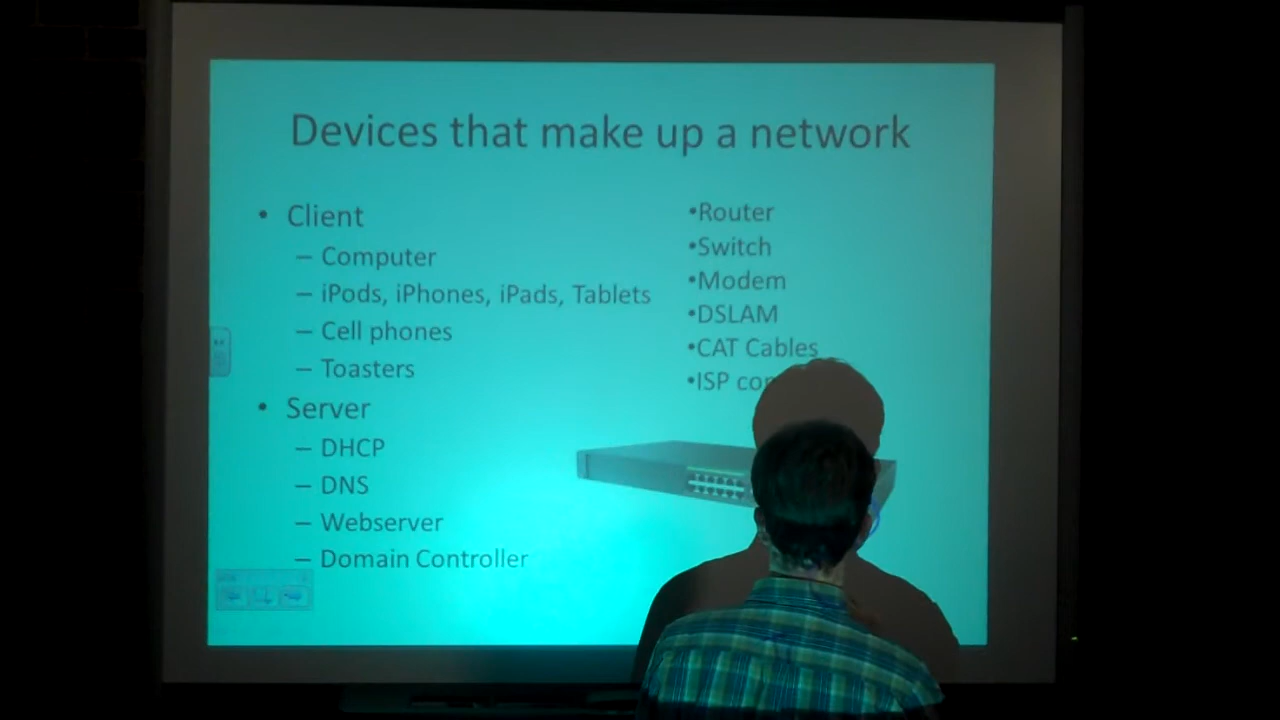 Devices that make up a network
• Client
– Computer
– iPods, iPhones, iPads, Tablets
– Cell phones
– Toasters
• Server
– DHCP
– DNS
– Webserver
– Domain Controller
•Router
•Switch
•Modem
•DSLAM
•CAT Cables
•ISP